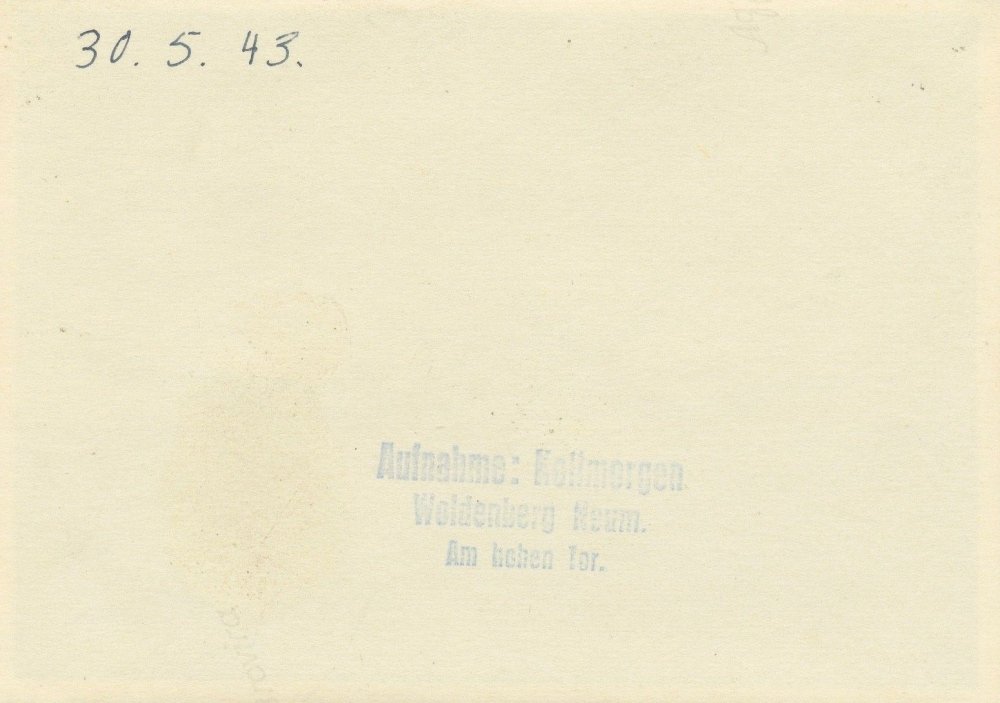 30. 5. 43.
Aufnahme: Kollmorgen
Woldenberg Neum.
Am hohen Tor.